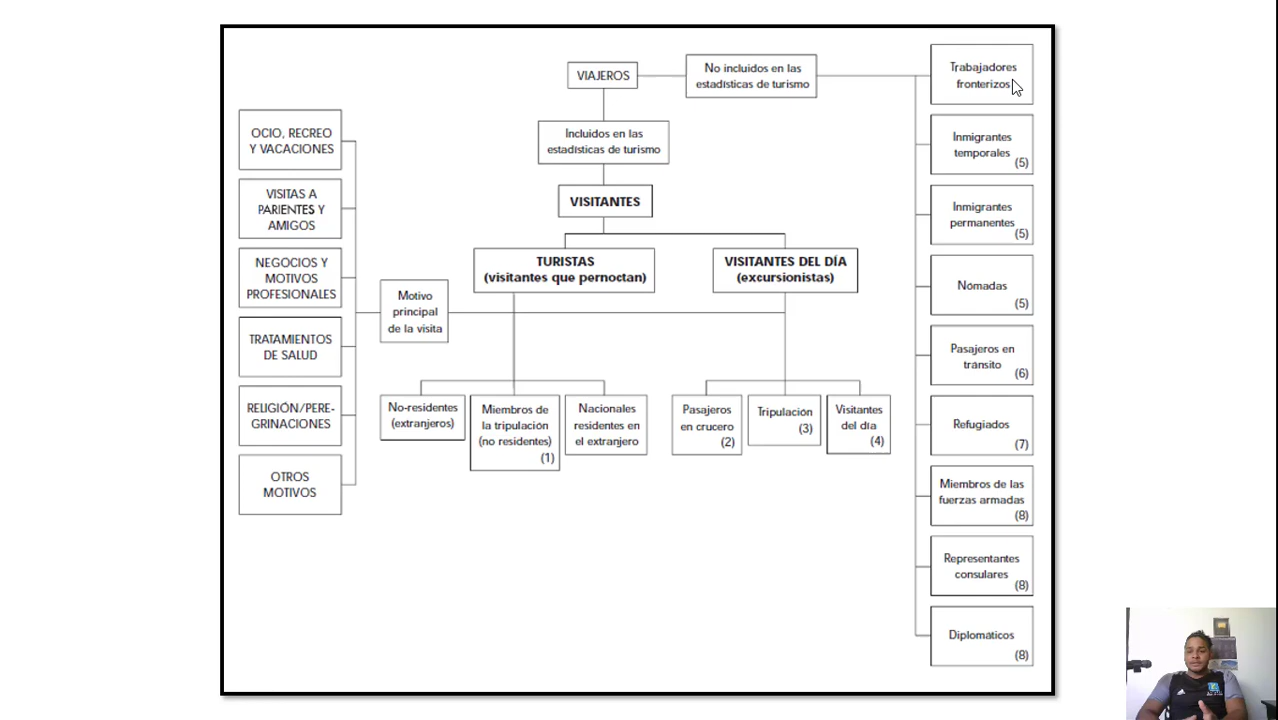 VIAJEROS
No incluidos en las
estadísticas de turismo
Incluidos en las
estadísticas de turismo
VISITANTES
TURISTAS
(visitantes que pernoctan)
VISITANTES DEL DÍA
(excursionistas)
OCIO, RECREO
Y VACACIONES
VISITAS A
PARIENTES Y
AMIGOS
NEGOCIOS Y
MOTIVOS
PROFESIONALES
TRATAMIENTOS
DE SALUD
RELIGIÓN/PERE-
GRINACIONES
OTROS
MOTIVOS
Motivo
principal
de la visita
No-residentes
(extranjeros)
Miembros de
la tripulación
(no residentes)
(1)
Nacionales
residentes en
el extranjero
Pasajeros
en crucero
(2)
Tripulación
(3)
Visitantes
del día
(4)
Trabajadores
fronterizos
Inmigrantes
temporales
(5)
Inmigrantes
permanentes
(5)
Nómadas
(5)
Pasajeros en
tránsito
(6)
Refugiados
(7)
Miembros de las
fuerzas armadas
(8)
Representantes
consulares
(8)
Diplomáticos
(8)